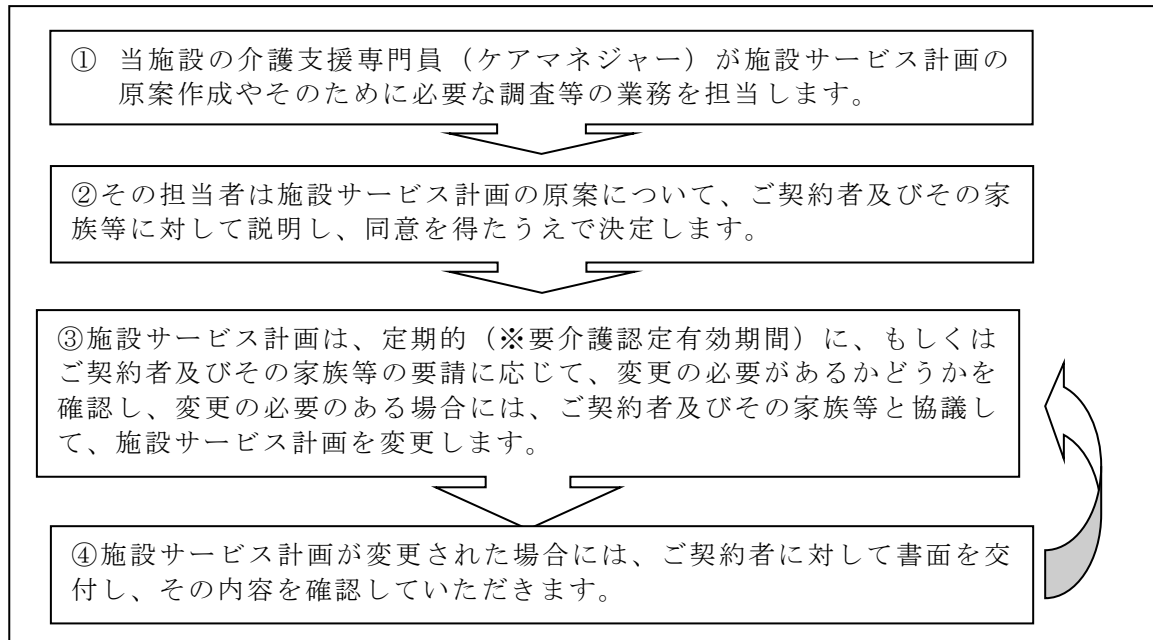 ① 当施設の介護支援専門員（ケアマネジャー）が施設サービス計画の
原案作成やそのために必要な調査等の業務を担当します。
②その担当者は施設サービス計画の原案について、ご契約者及びその家
族等に対して説明し、同意を得たうえで決定します。
③施設サービス計画は、定期的（※要介護認定有効期間）に、もしくは
ご契約者及びその家族等の要請に応じて、変更の必要があるかどうかを
確認し、変更の必要のある場合には、ご契約者及びその家族等と協議し
て、施設サービス計画を変更します。
④施設サービス計画が変更された場合には、ご契約者に対して書面を交
付し、その内容を確認していただきます。